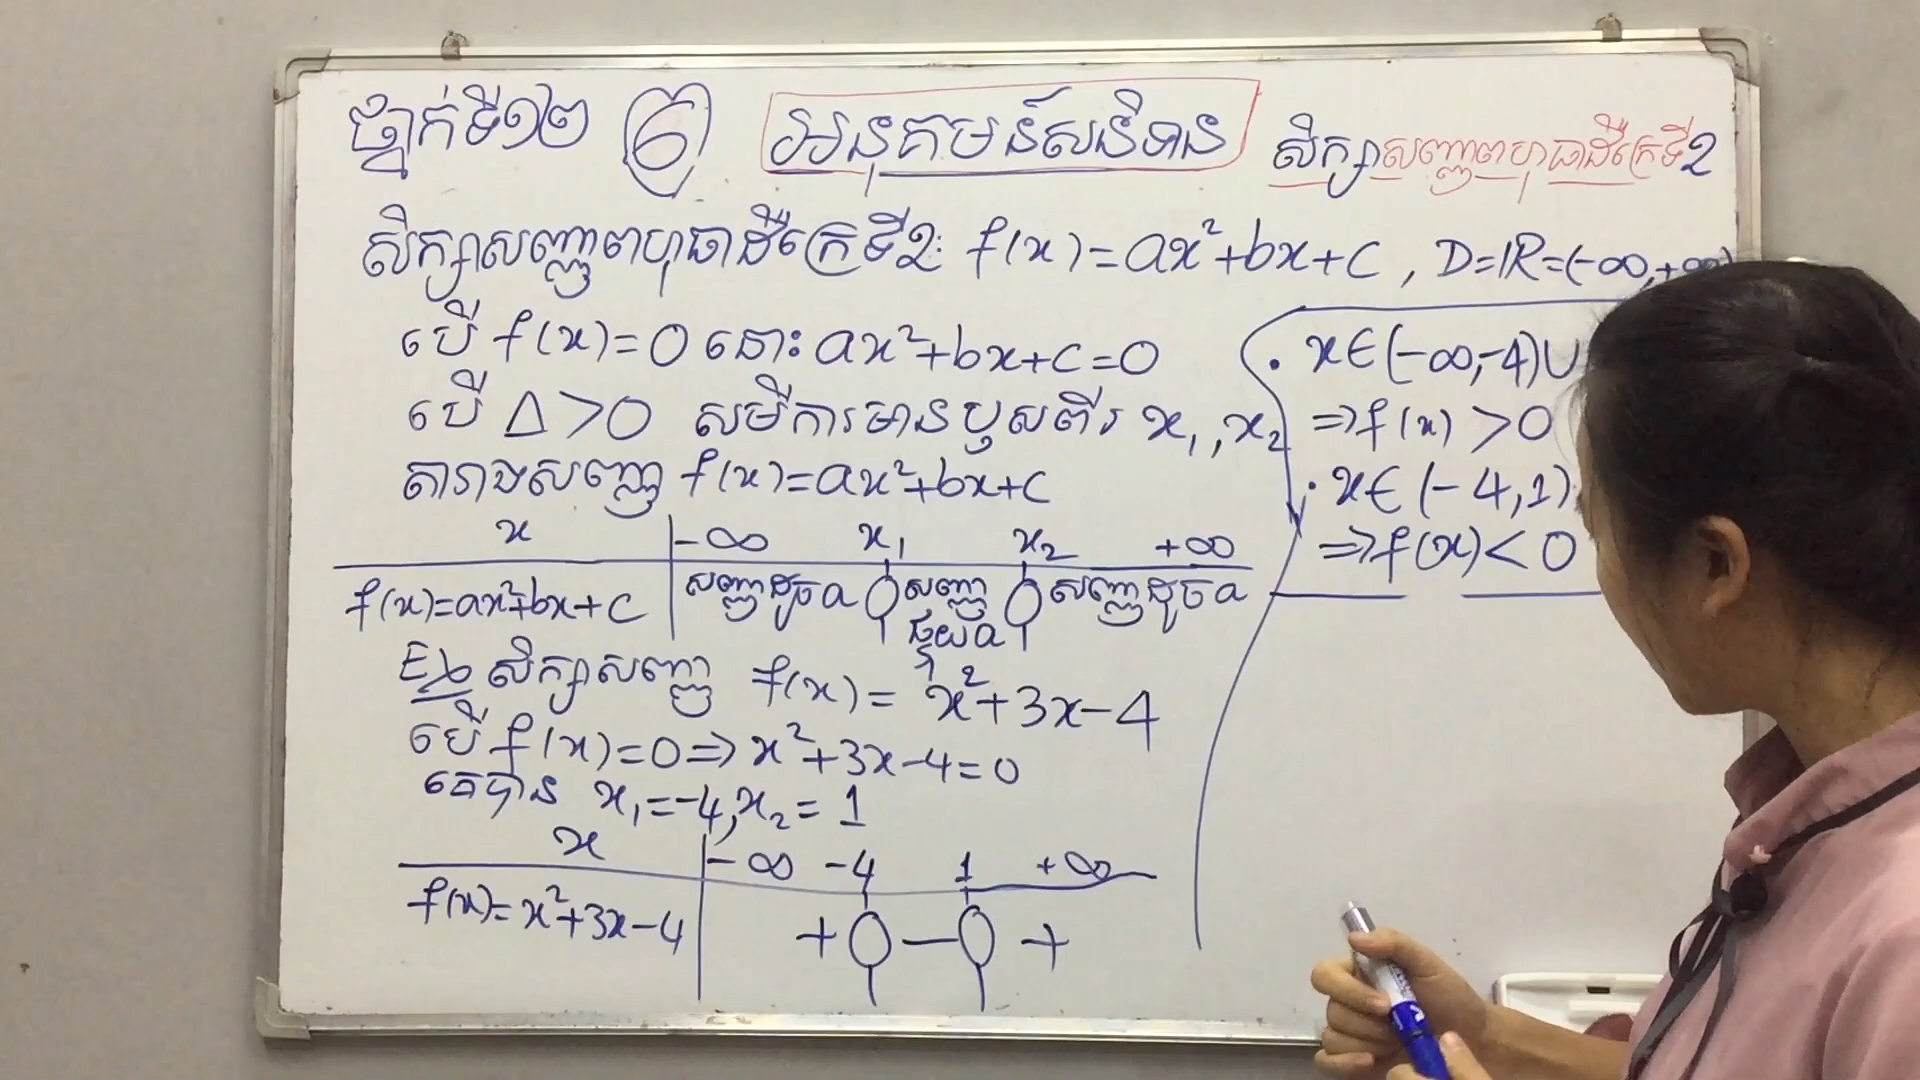 ថ្នាក់ទី១២ 6 អនុគមន៍សនិទាន សិក្សាសញ្ញាពហុធាដឺក្រេទី2
សិក្សាសញ្ញាពហុធាដឺក្រេទី2: f(x)=ax²+bx+c , D=IR=(-∞,+∞)
បើ f(x)=0 នោះ ax²+bx+c=0
បើ Δ>0 សមីការមានឫសពីរ x₁,x₂
តារាងសញ្ញា f(x)=ax²+bx+c
x -∞ x₁ x₂ +∞
f(x)=ax²+bx+c សញ្ញាដូច a 0 សញ្ញាផ្ទុយ a 0 សញ្ញាដូច a
Ex សិក្សាសញ្ញា f(x)= x²+3x-4
បើ f(x)=0 => x²+3x-4=0
គេបាន x₁=-4, x₂= 1
x -∞ -4 1 +∞
f(x)= x²+3x-4 + 0 - 0 +
. x∈(-∞,-4)∪
=> f(x) >0
. x∈ (-4,1)
=> f(x)< 0